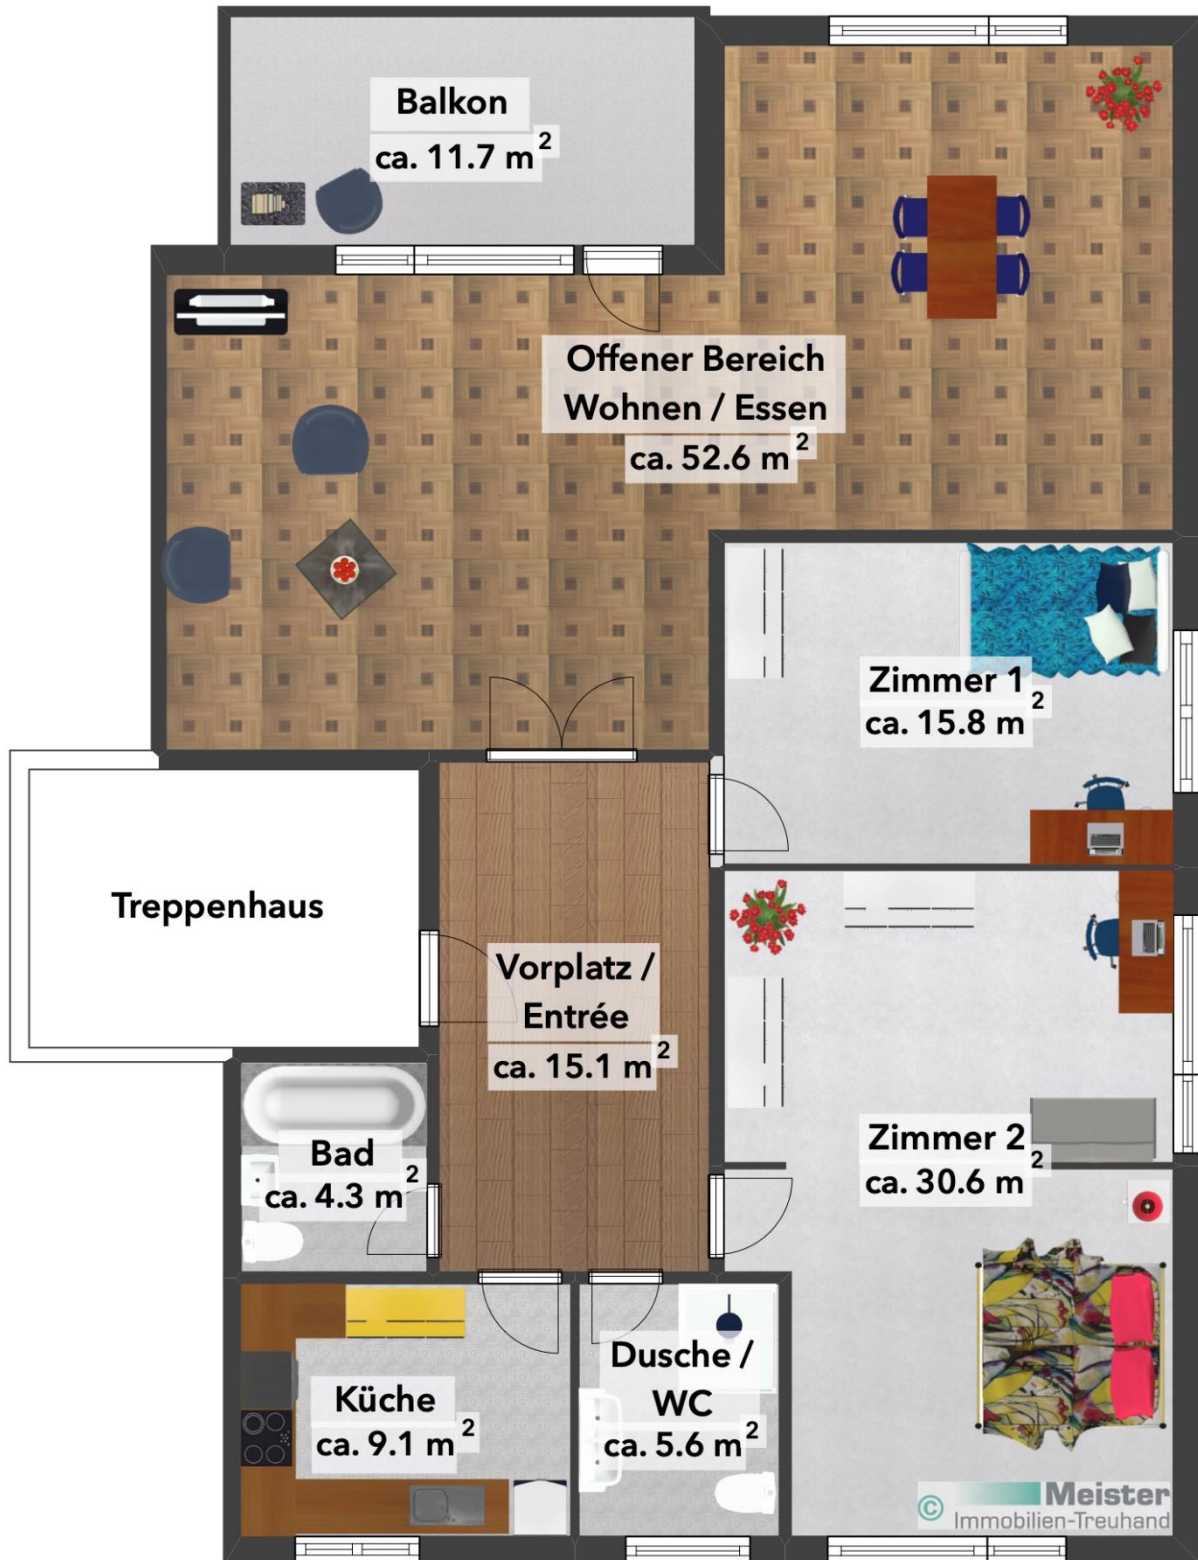 Balkon
ca. 11.7 m²
Offener Bereich
Wohnen / Essen
ca. 52.6 m²
Zimmer 1
ca. 15.8 m²
Treppenhaus
Vorplatz /
Entrée
ca. 15.1 m²
Zimmer 2
ca. 30.6 m²
Bad
ca. 4.3 m²
Küche
ca. 9.1 m²
Dusche /
WC
ca. 5.6 m²
© Meister
Immobilien-Treuhand